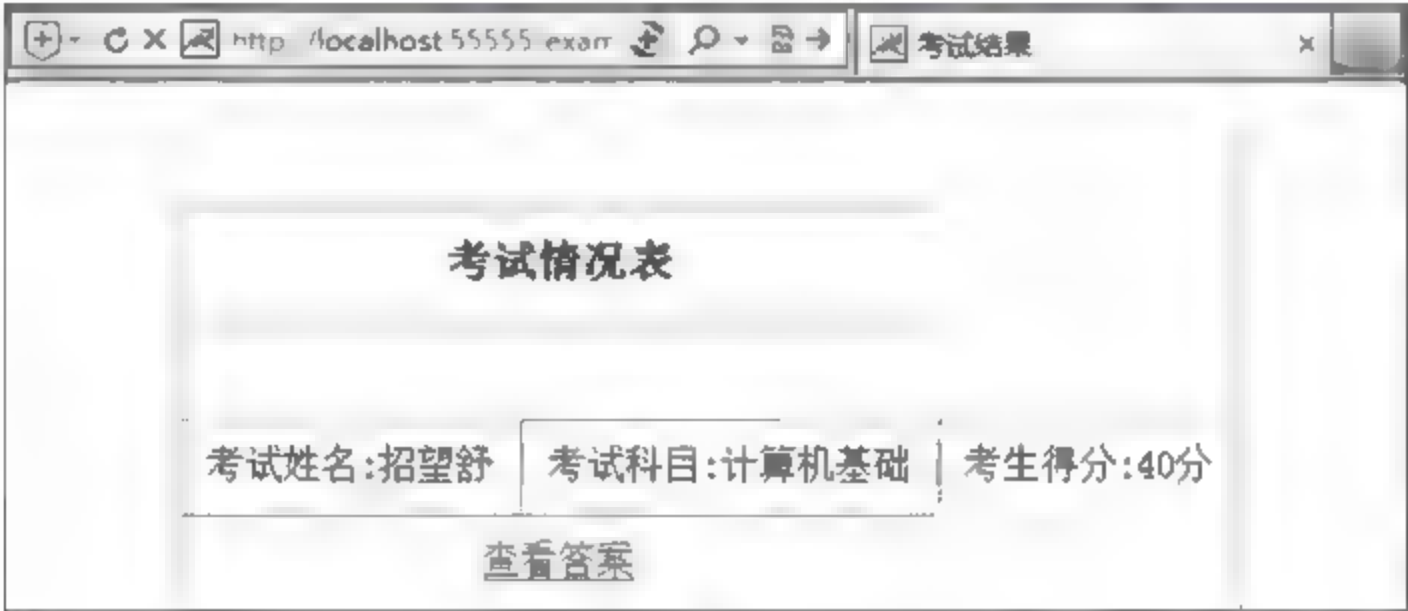 http //localhost 55555 exam 考试结果
考试情况表
考试姓名:招望舒 考试科目:计算机基础 考生得分:40分
查看答案